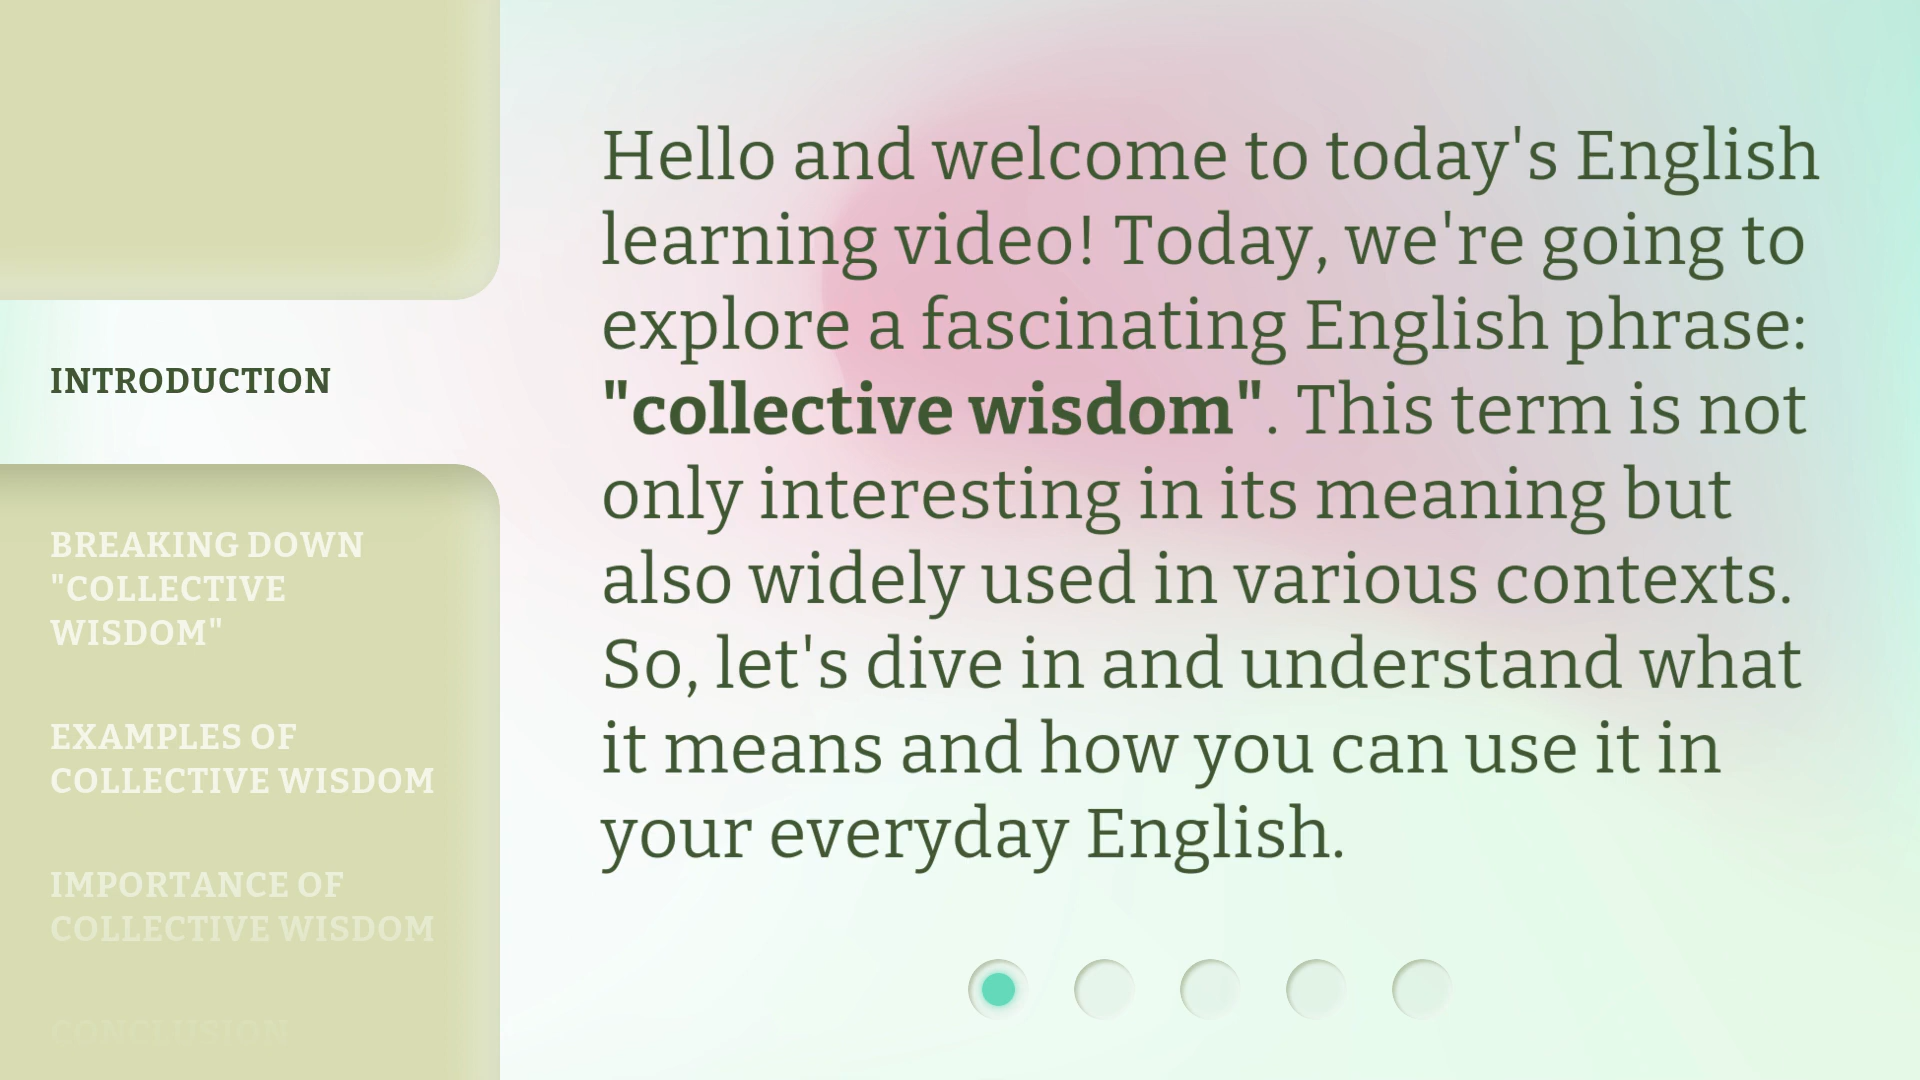 INTRODUCTION
BREAKING DOWN
"COLLECTIVE
WISDOM"
EXAMPLES OF
COLLECTIVE WISDOM
IMPORTANCE OF
COLLECTIVE WISDOM
CONCLUSION
Hello and welcome to today's English
learning video! Today, we're going to
explore a fascinating English phrase:
"collective wisdom". This term is not
only interesting in its meaning but
also widely used in various contexts.
So, let's dive in and understand what
it means and how you can use it in
your everyday English.